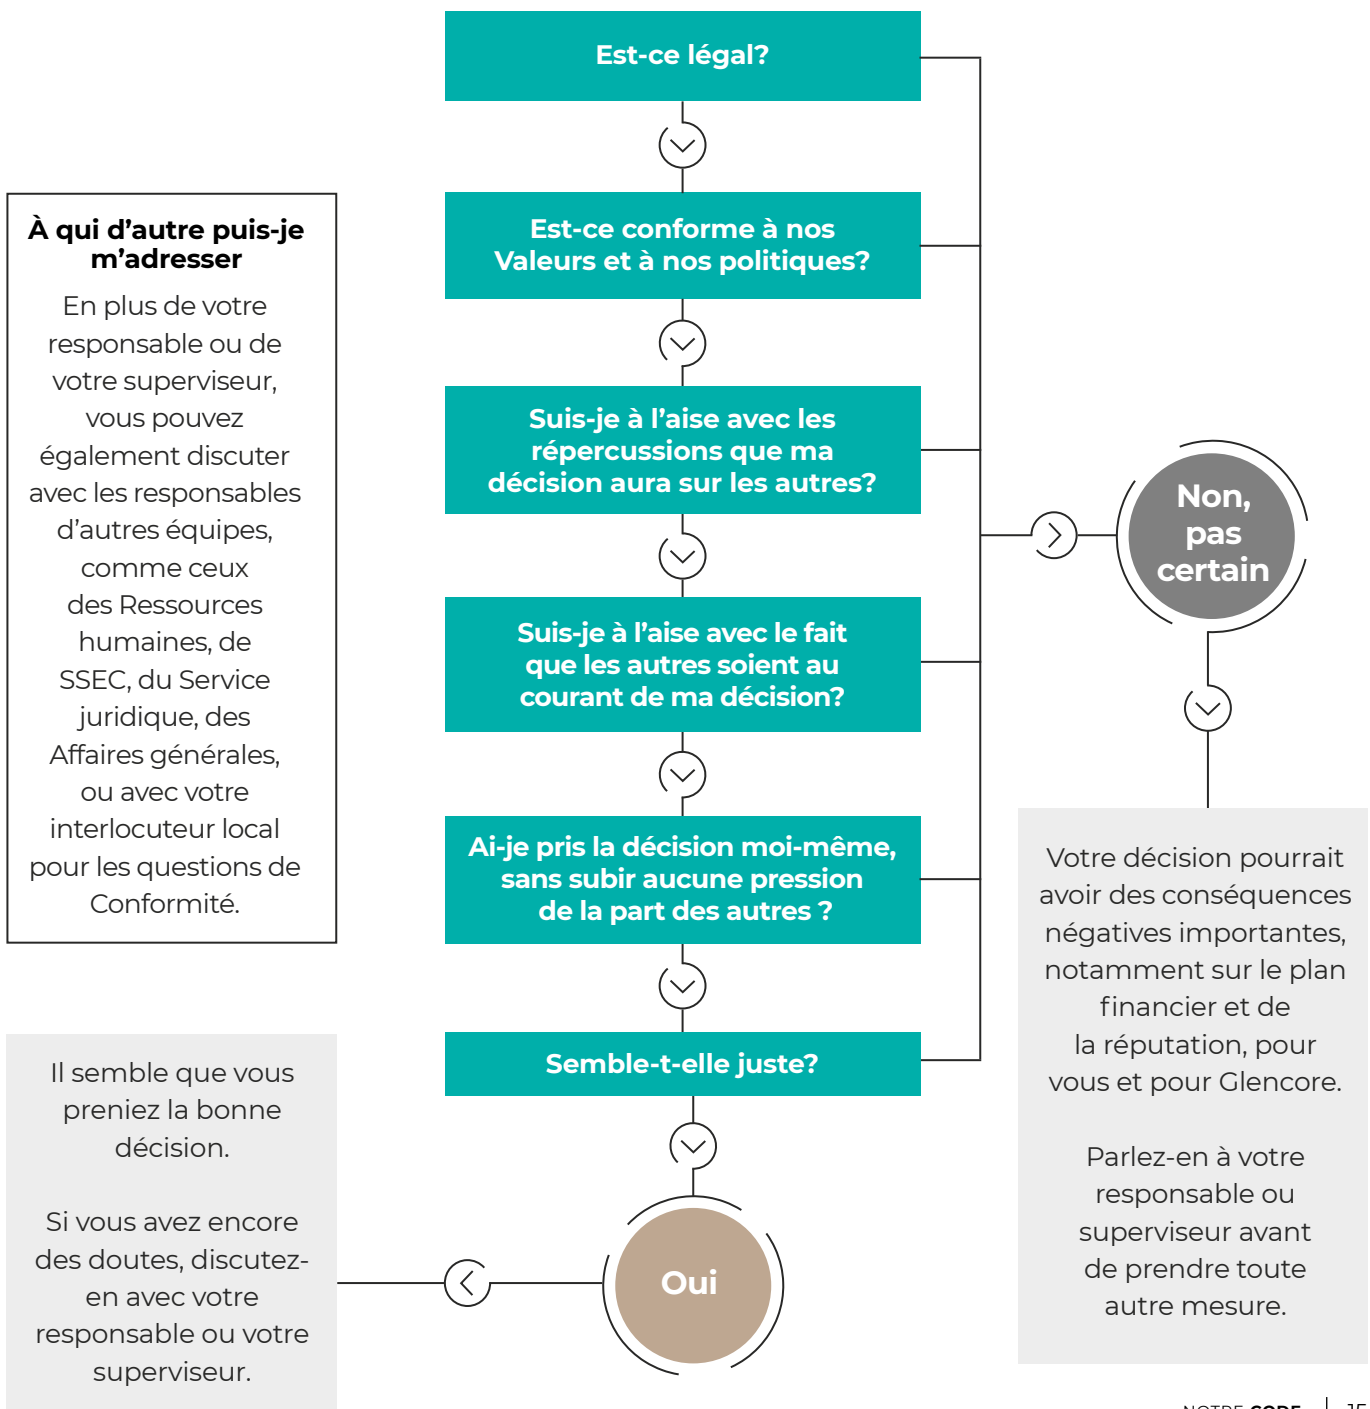 Est-ce légal?
Est-ce conforme à nos
Valeurs et à nos politiques?
Suis-je à l’aise avec les
répercussions que ma
décision aura sur les autres?
Suis-je à l’aise avec le fait
que les autres soient au
courant de ma décision?
Ai-je pris la décision moi-même,
sans subir aucune pression
de la part des autres ?
Semble-t-elle juste?
Oui
Non,
pas
certain
À qui d’autre puis-je
m’adresser
En plus de votre
responsable ou de
votre superviseur,
vous pouvez
également discuter
avec les responsables
d’autres équipes,
comme ceux
des Ressources
humaines, de
SSEC, du Service
juridique, des
Affaires générales,
ou avec votre
interlocuteur local
pour les questions de
Conformité.
Il semble que vous
preniez la bonne
décision.
Si vous avez encore
des doutes, discutez-
en avec votre
responsable ou votre
superviseur.
Votre décision pourrait
avoir des conséquences
négatives importantes,
notamment sur le plan
financier et de
la réputation, pour
vous et pour Glencore.
Parlez-en à votre
responsable ou
superviseur avant
de prendre toute
autre mesure.
NOTRE CODE 15